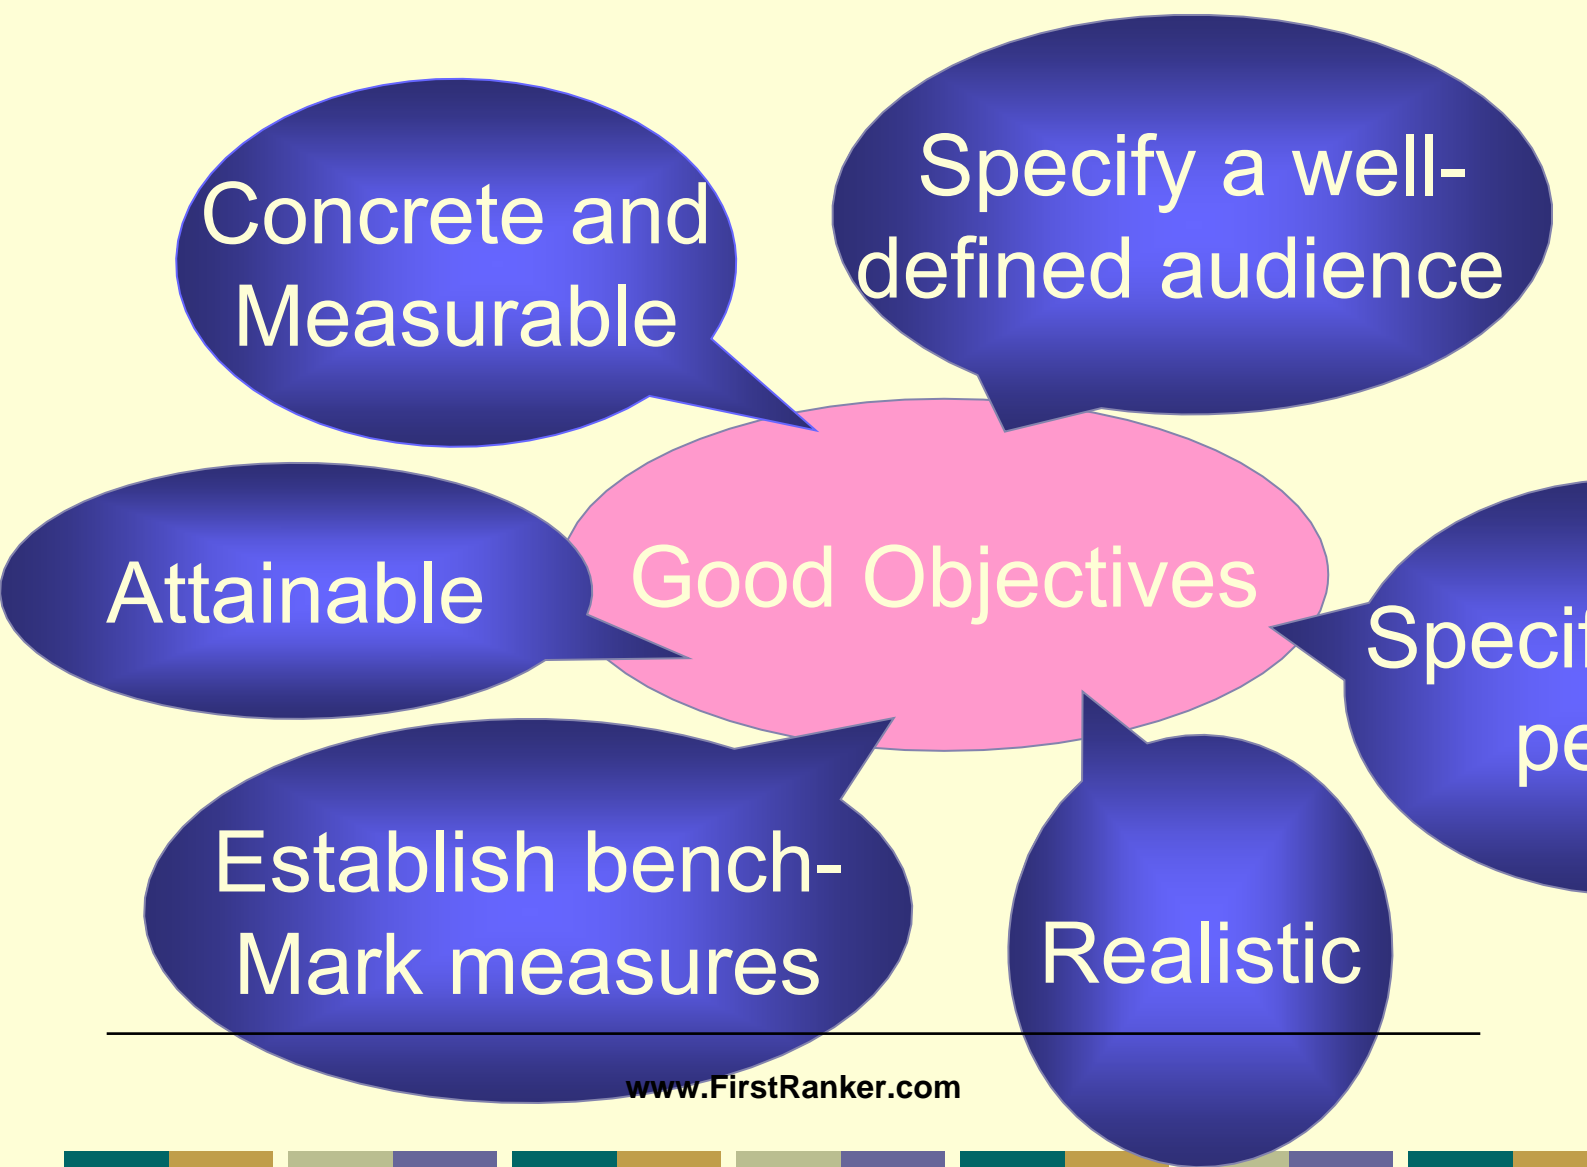 Concrete and
Measurable
Specify a well-
defined audience
Attainable
Good Objectives
Establish bench-
Mark measures
Realistic
www.FirstRanker.com